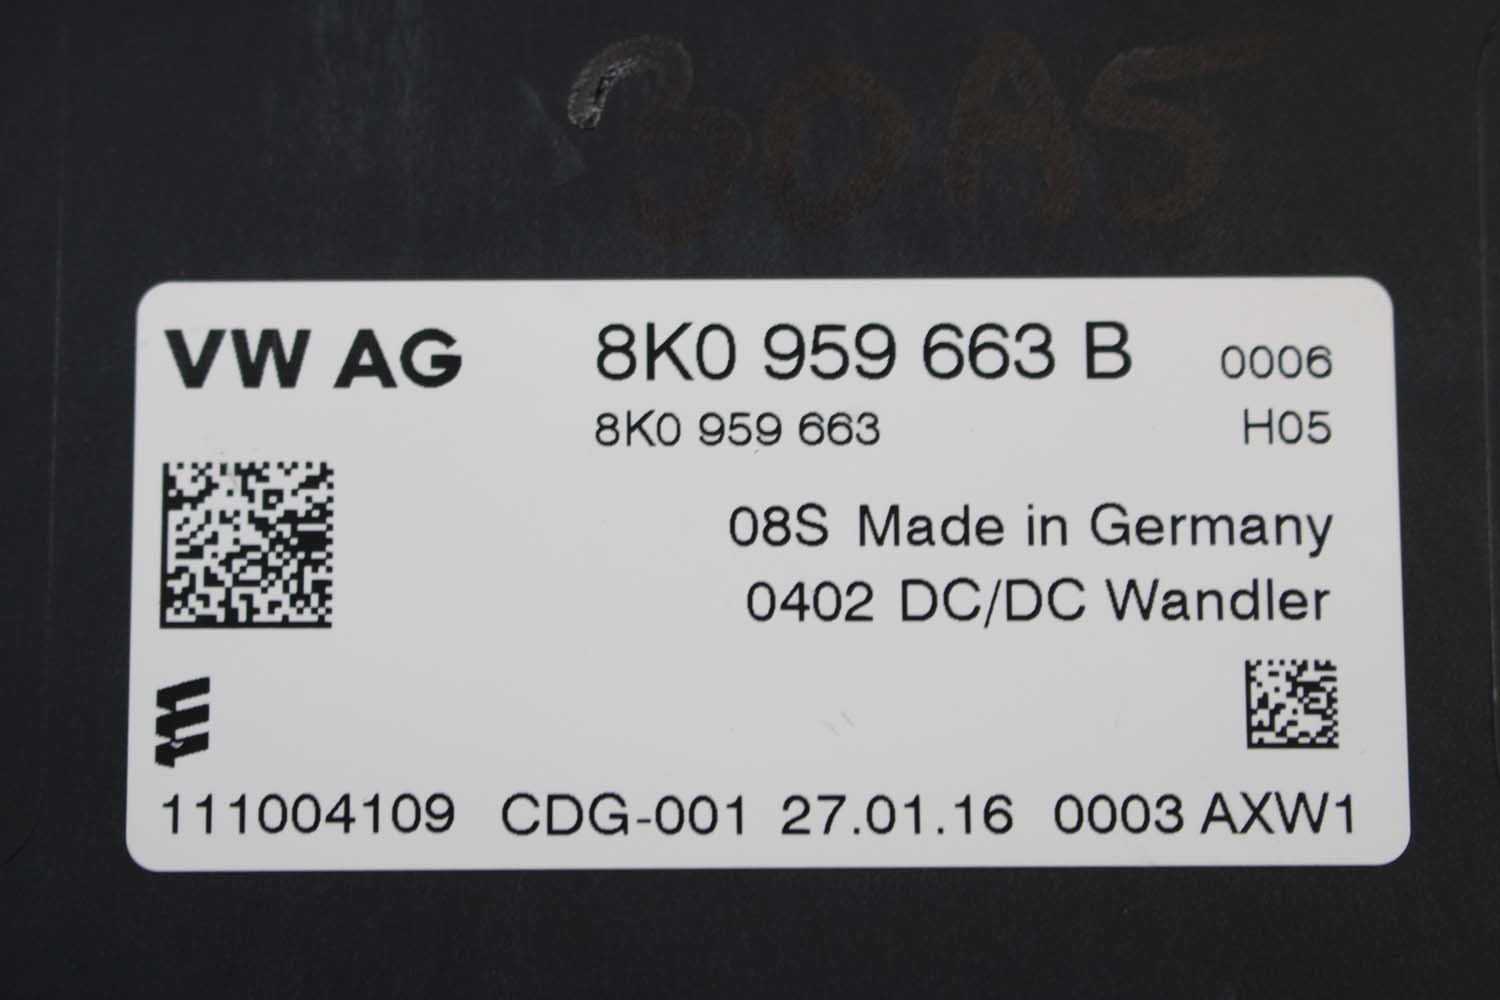 30A5
VW AG 8K0 959 663 B 0006
8K0 959 663 H05
08S Made in Germany
0402 DC/DC Wandler
111004109 CDG-001 27.01.16 0003 AXW1